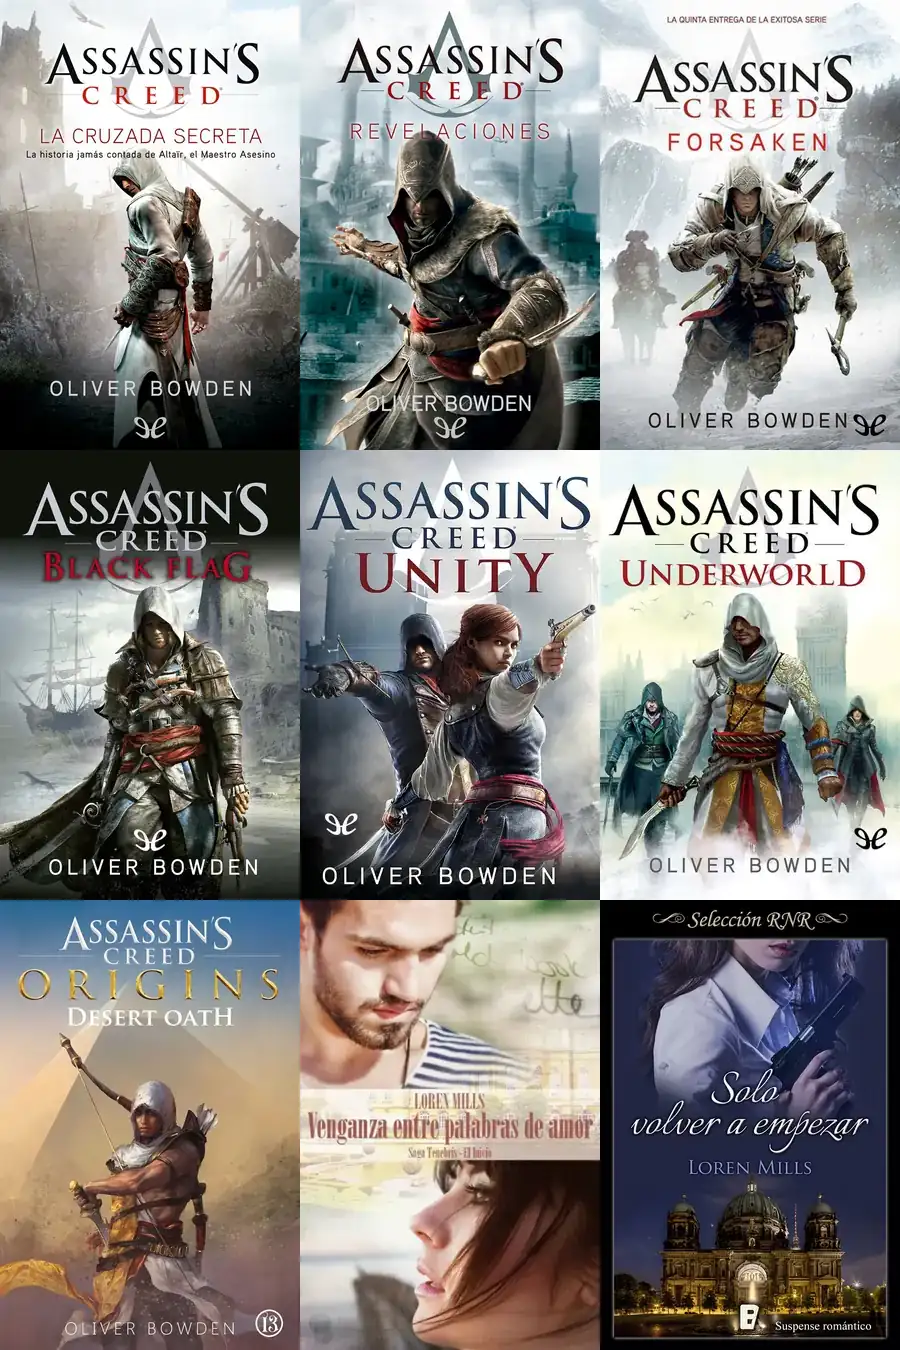 ASSASSIN'S
CREED
LA CRUZADA SECRETA
La historia jamás contada de Altaïr, el Maestro Asesino
OLIVER BOWDEN
ASSASSIN'S
CREED
REVELACIONES
OLIVER BOWDEN
LA QUINTA ENTREGA DE LA EXITOSA SERIE
ASSASSIN'S
CREED
FORSAKEN
OLIVER BOWDEN
ASSASSIN'S
CREED
BLACK FLAG
OLIVER BOWDEN
ASSASSIN'S
CREED
UNITY
OLIVER BOWDEN
ASSASSIN'S
CREED
UNDERWORLD
OLIVER BOWDEN
ASSASSIN'S
CREED
ORIGINS
DESERT OATH
OLIVER BOWDEN
13
LOREN MILLS
Venganza entre palabras de amor
Saga Tenebris - El Inicio
Selección RNR
Solo
volver a empezar
LOREN MILLS
B
Suspense romántico